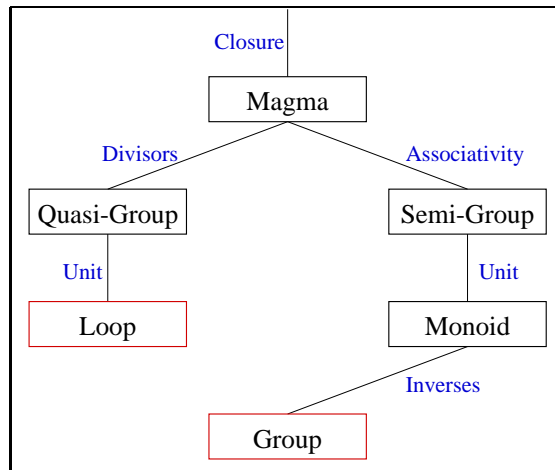 Closure
Magma
Divisors
Associativity
Quasi-Group
Semi-Group
Unit
Unit
Loop
Monoid
Inverses
Group